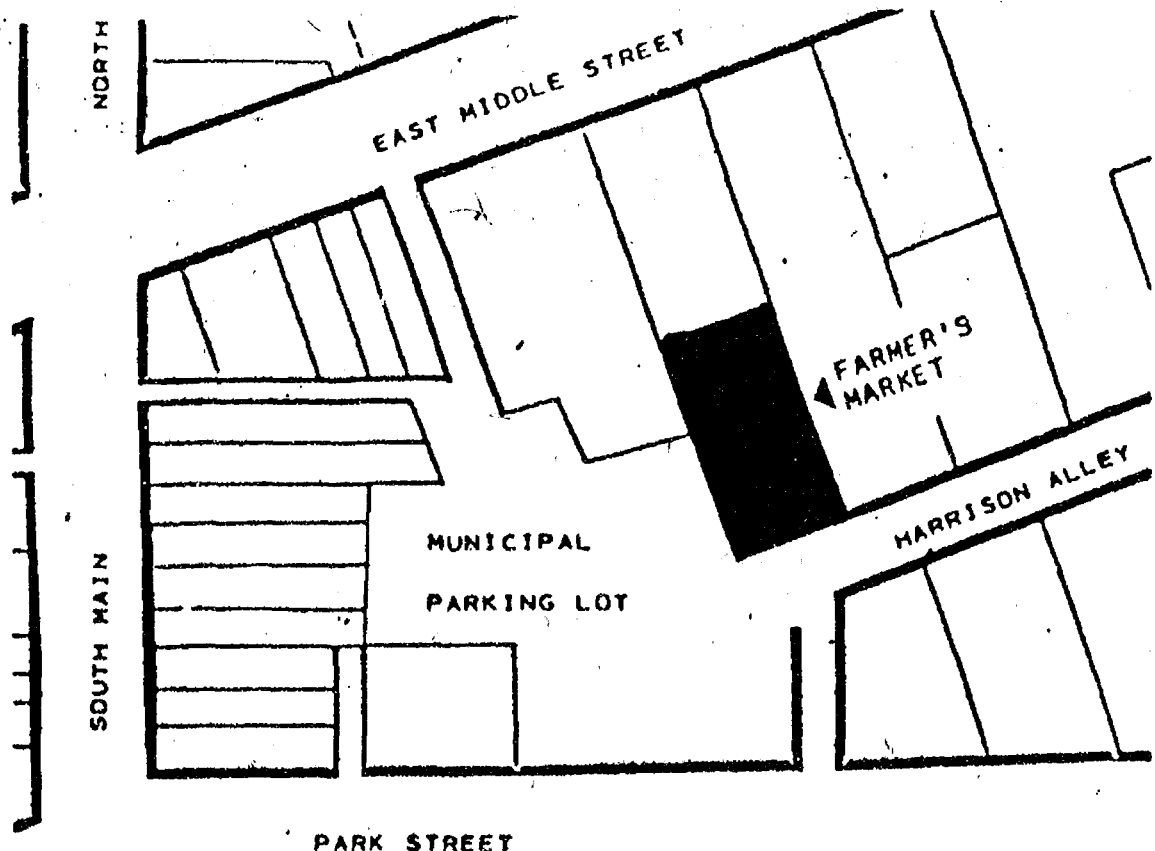 NORTH
EAST MIDDLE STREET
FARMER'S
MARKET
HARRISON ALLEY
MUNICIPAL
PARKING LOT
SOUTH MAIN
PARK STREET